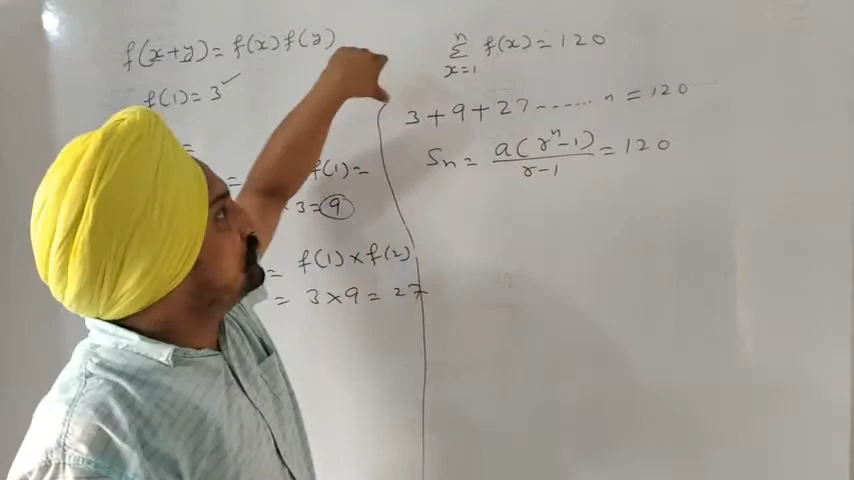 f(x+y)=f(x)f(y)
f(1)=3 ✓
=
= f(1)=
3=9
= f(1)×f(2)
= 3×9=27
n
Σ f(x)=120
x=1
3+9+27------ n =120
Sn = a(r^n-1)/r-1 =120